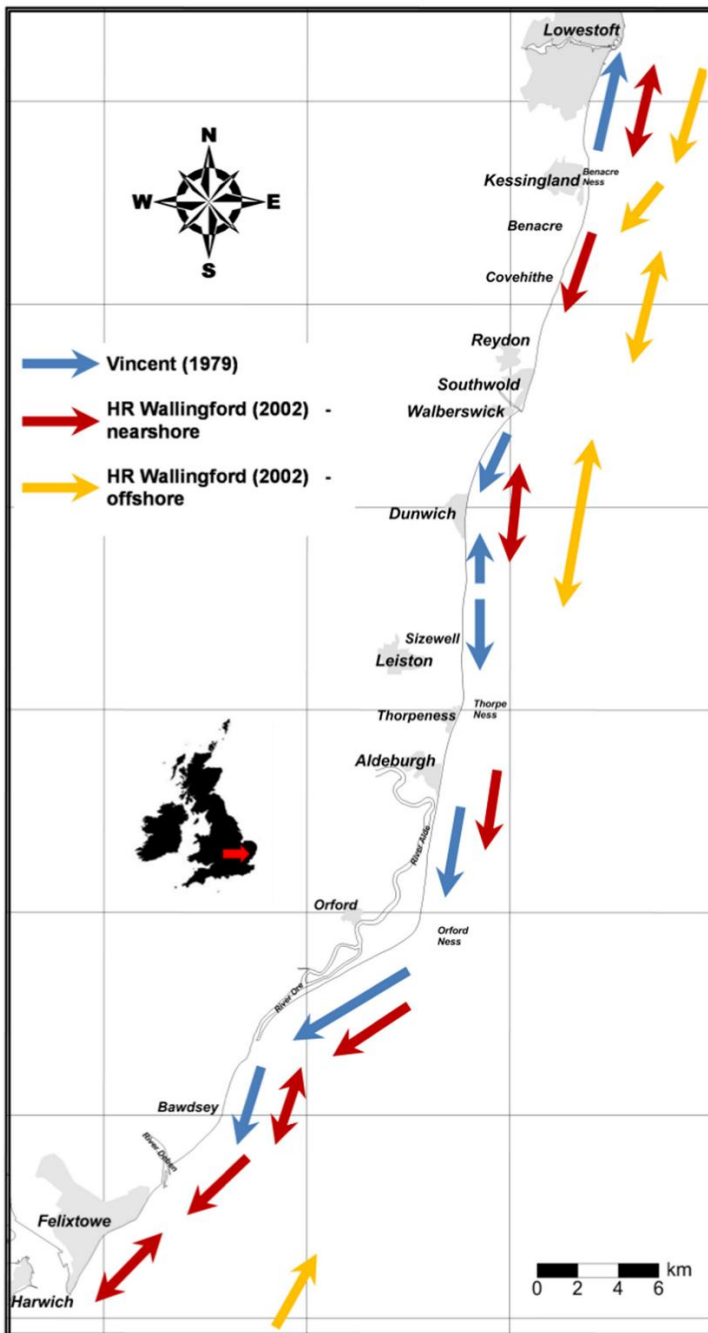 Lowestoft
N
W E
S
Kessingland
Benacre
Ness
Benacre
Covehithe
Reydon
Southwold
Walberswick
Vincent (1979)
HR Wallingford (2002) -
nearshore
HR Wallingford (2002) -
offshore
Dunwich
Sizewell
Leiston
Thorpeness
Thorpe
Ness
Aldeburgh
River Alde
Orford
Orford
Ness
River Ore
Bawdsey
River Deben
Felixtowe
Harwich
km
0 2 4 6